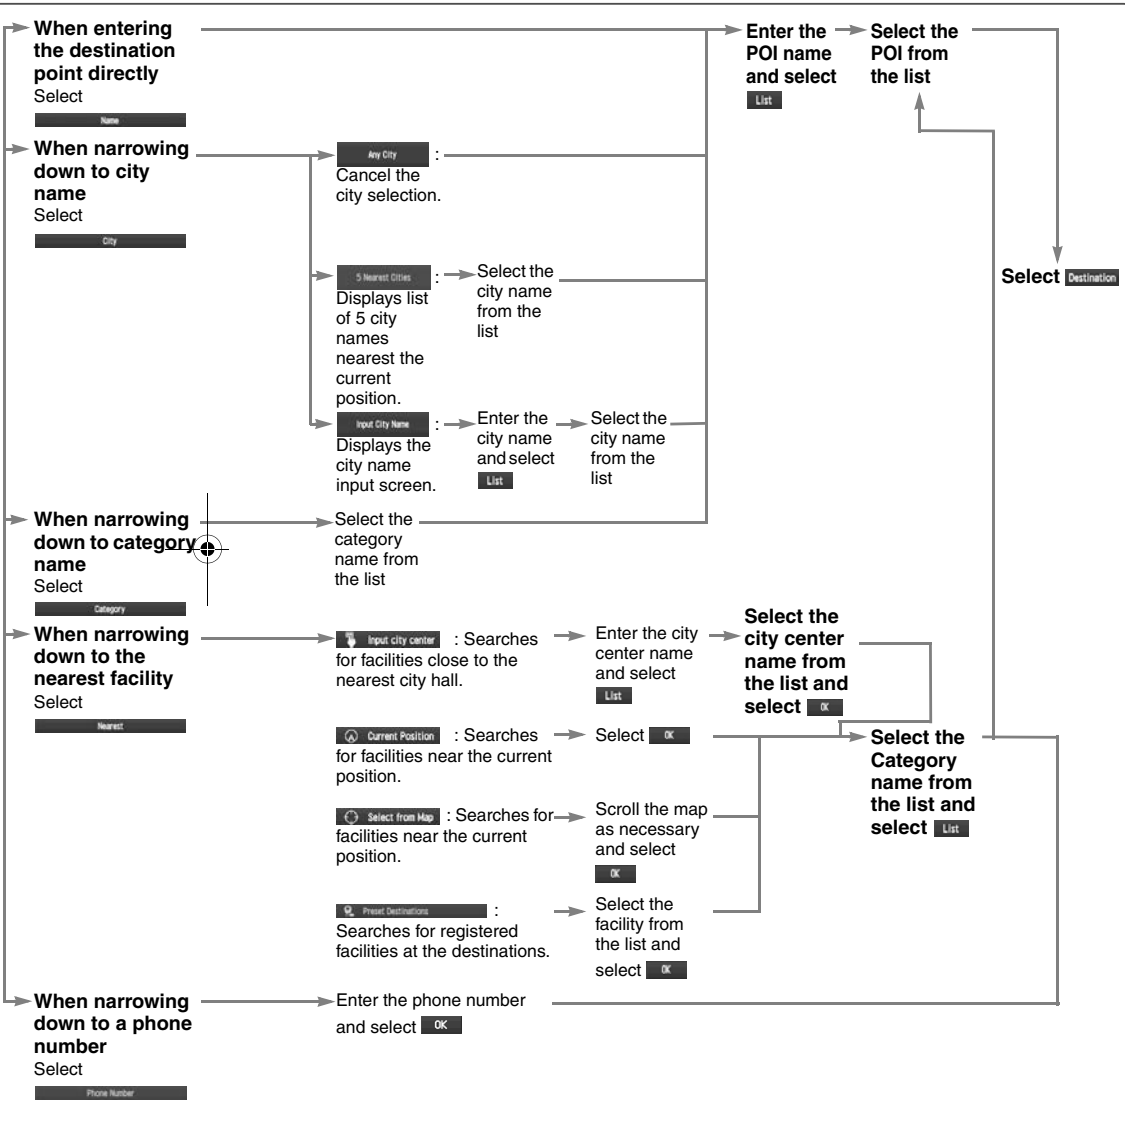 When entering
the destination
point directly
Select
Name
Enter the
POI name
and select
List
Select the
POI from
the list
When narrowing
down to city
name
Select
City
Any City :
Cancel the
city selection.
5 Nearest Cities :
Displays list
of 5 city
names
nearest the
current
position.
Select the
city name
from the
list
Select Destination
Input City Name :
Displays the
city name
input screen.
Enter the
city name
and select
List
Select the
city name
from the
list
When narrowing
down to category
name
Select
Category
Select the
category
name from
the list
When narrowing
down to the
nearest facility
Select
Nearest
Input city center : Searches
for facilities close to the
nearest city hall.
Enter the city
center name
and select
List
Select the
city center
name from
the list and
select OK
Current Position : Searches
for facilities near the current
position.
Select OK
Select the
Category
name from
the list and
select List
Select from Map : Searches for
facilities near the current
position.
Scroll the map
as necessary
and select
OK
Preset Destinations :
Searches for registered
facilities at the destinations.
Select the
facility from
the list and
select OK
When narrowing
down to a phone
number
Select
Phone Number
Enter the phone number
and select OK